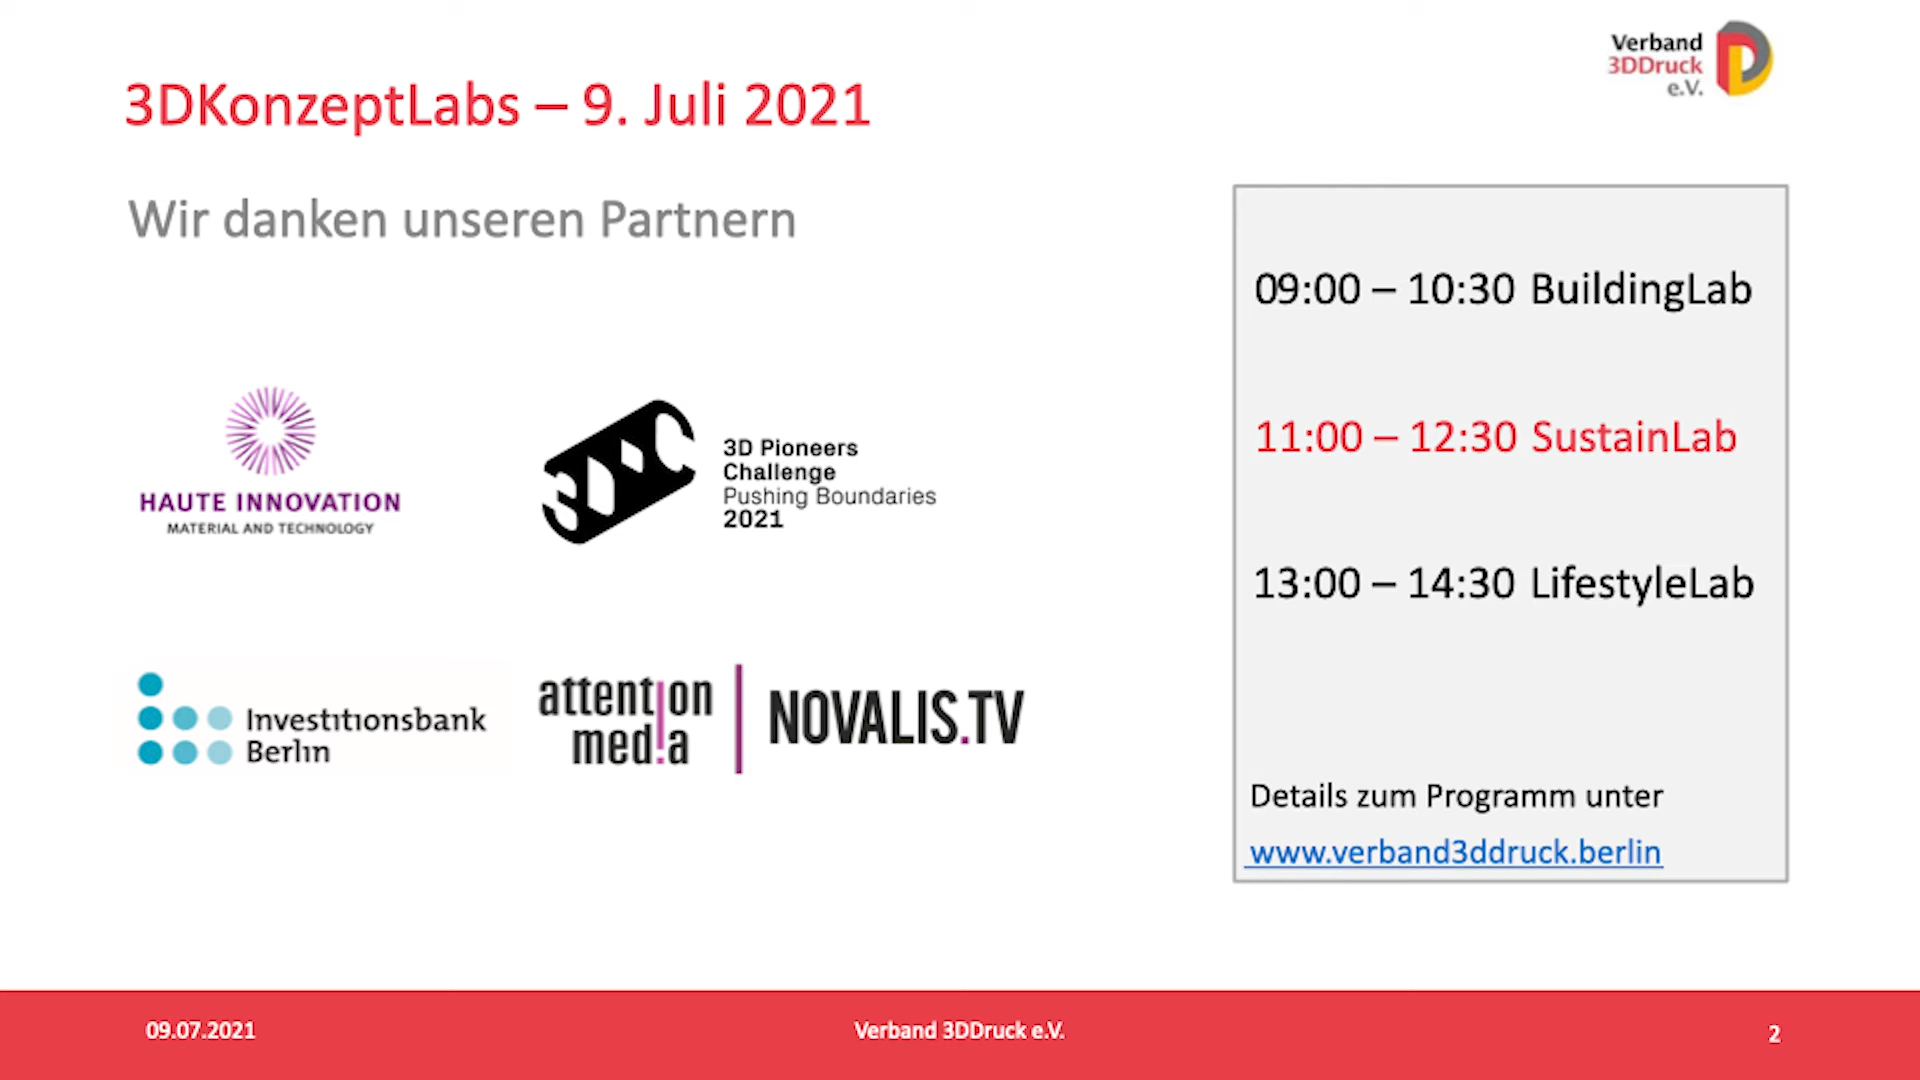 Verband
3DDruck
e.V.
3DKonzeptLabs – 9. Juli 2021
Wir danken unseren Partnern
HAUTE INNOVATION
MATERIAL AND TECHNOLOGY
3DPC
3D Pioneers
Challenge
Pushing Boundaries
2021
Investitionsbank
Berlin
attention
media
NOVALIS.TV
09:00 – 10:30 BuildingLab
11:00 – 12:30 SustainLab
13:00 – 14:30 LifestyleLab
Details zum Programm unter
www.verband3ddruck.berlin
09.07.2021
Verband 3DDruck e.V.
2